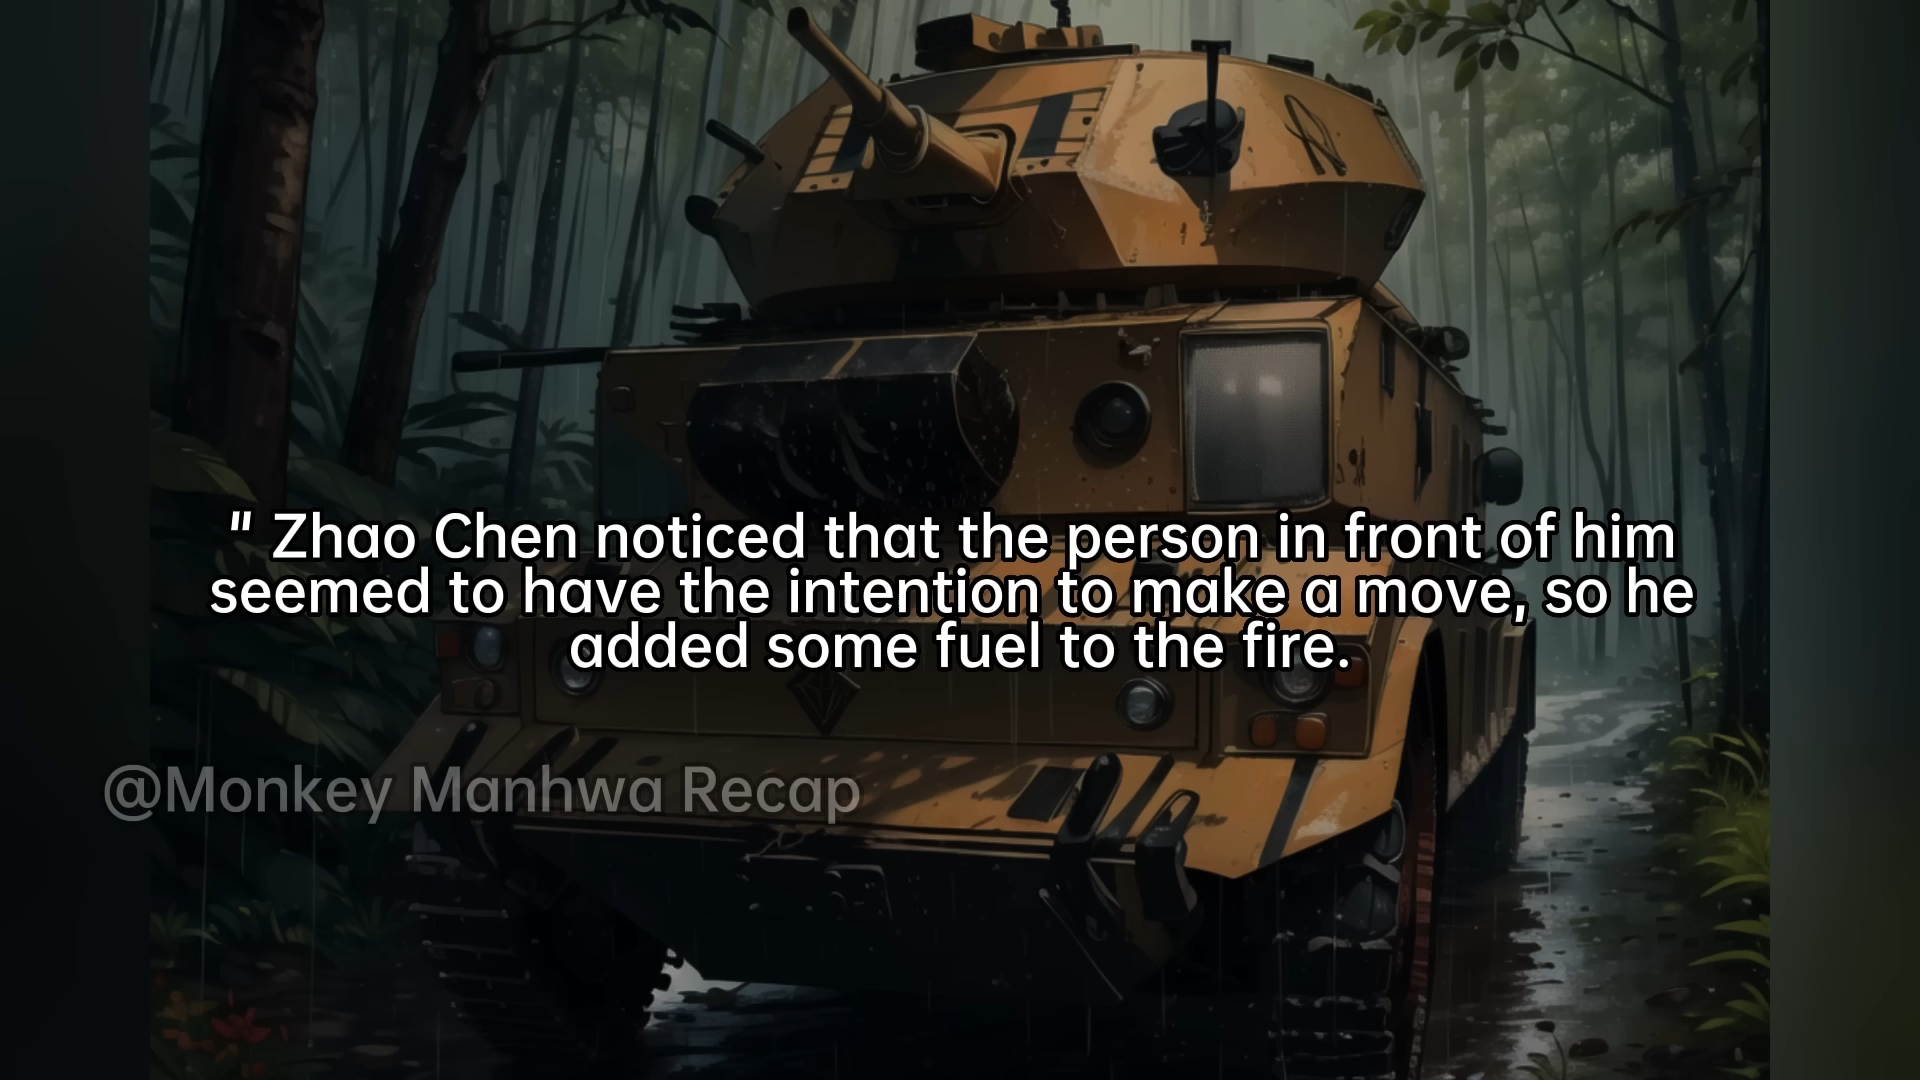 " Zhao Chen noticed that the person in front of him
seemed to have the intention to make a move, so he
added some fuel to the fire.
@Monkey Manhwa Recap